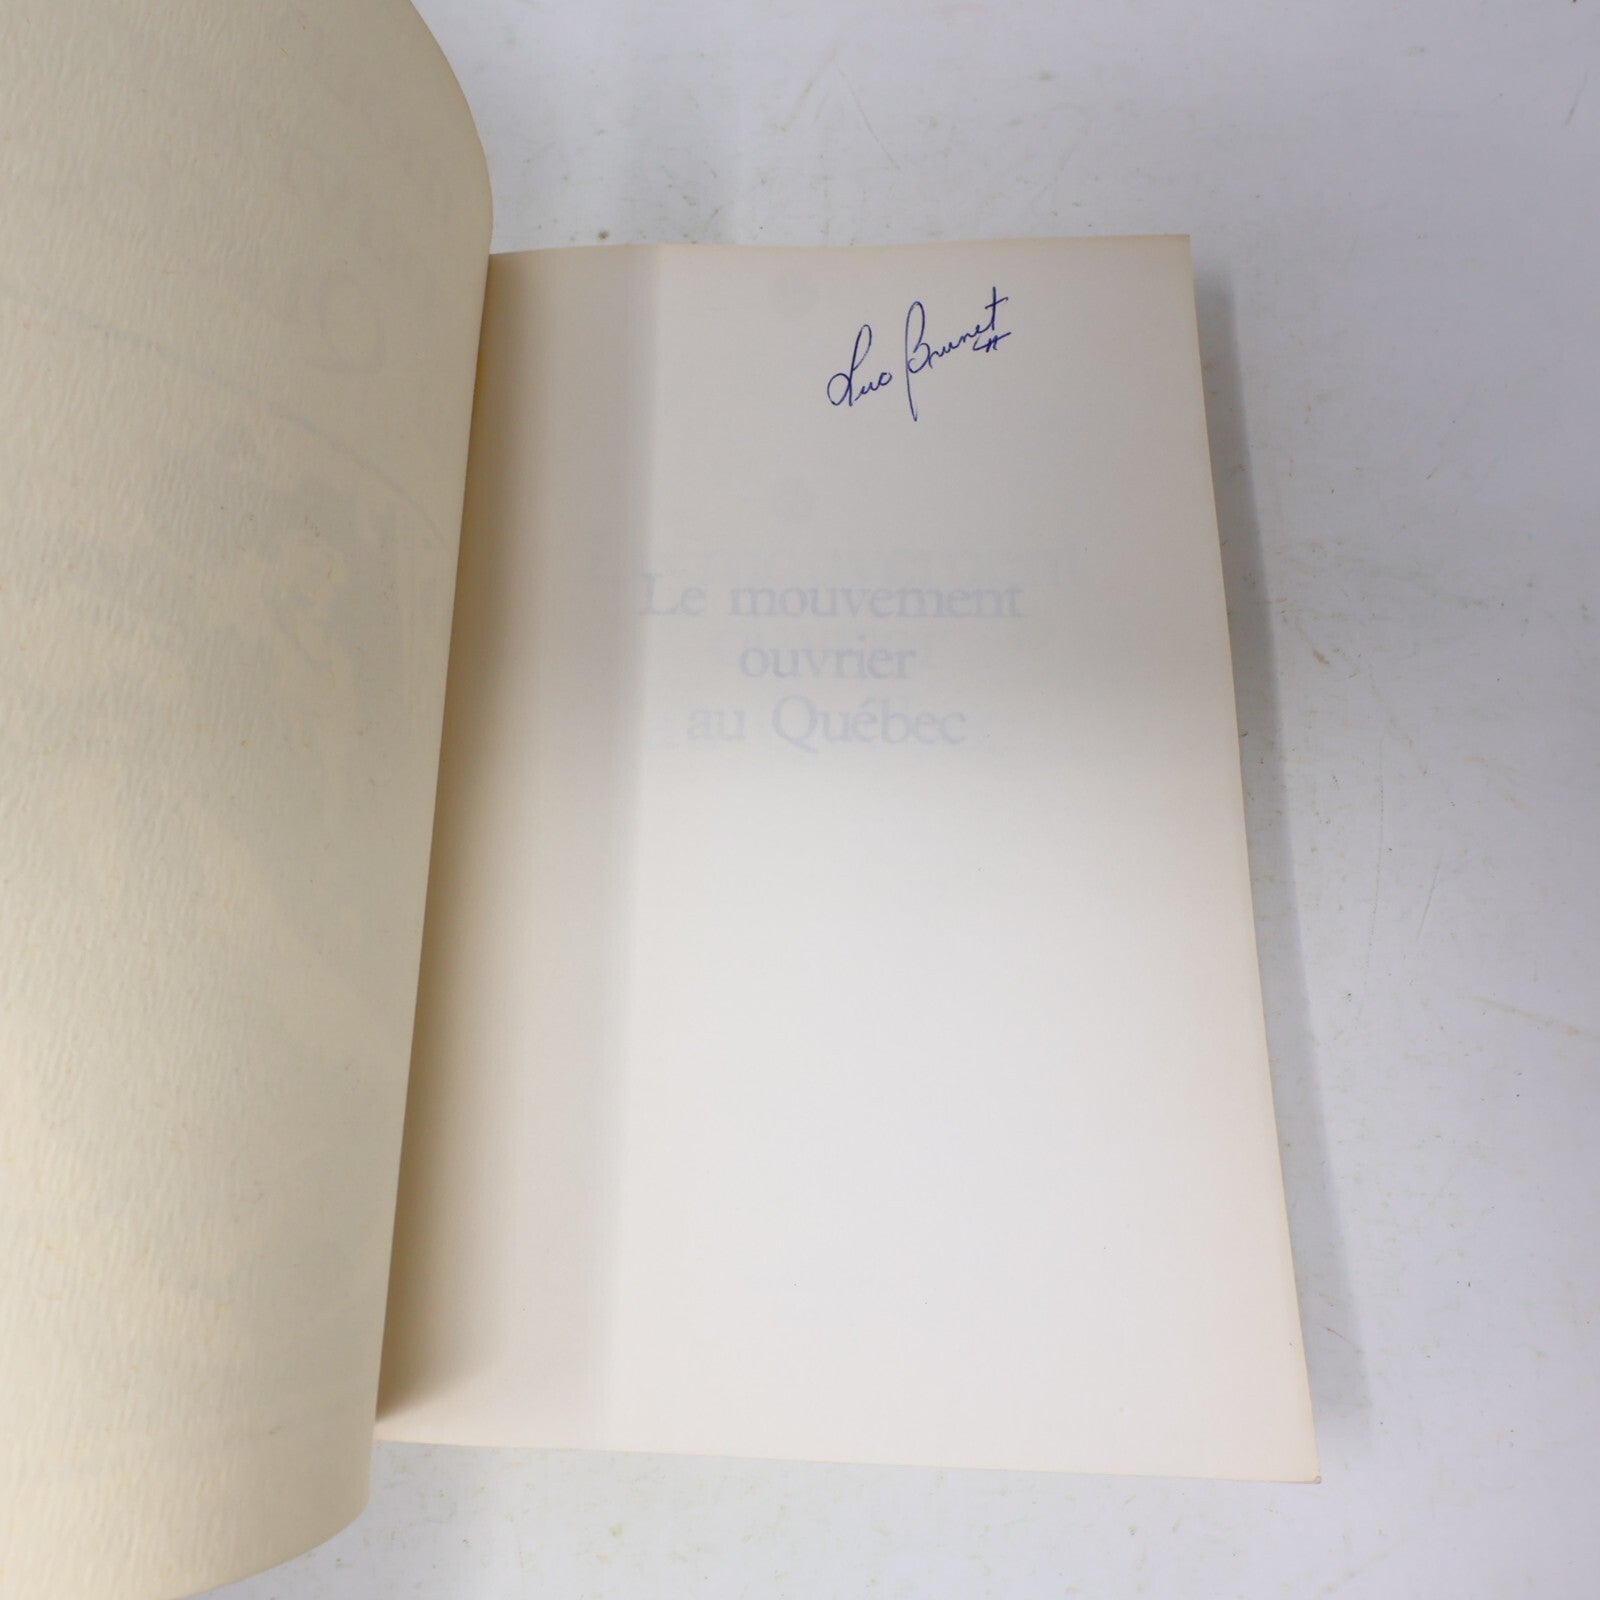 Luc Brunet
Le mouvement
ouvrier
au Québec